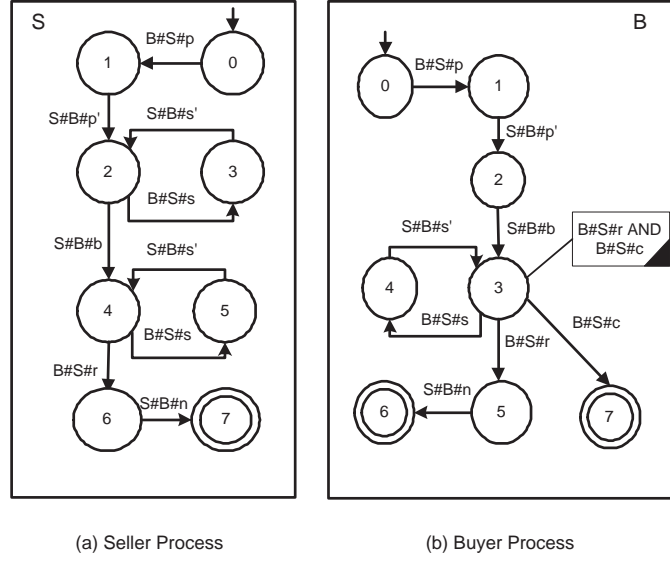 S
B#S#p
1
0
S#B#p'
S#B#s'
2
3
B#S#s
S#B#b
S#B#s'
4
5
B#S#s
B#S#r
S#B#n
6
7
(a) Seller Process
B
B#S#p
0
1
S#B#p'
2
S#B#b
B#S#r AND
B#S#c
S#B#s'
4
3
B#S#s
B#S#r
B#S#c
S#B#n
6
5
7
(b) Buyer Process